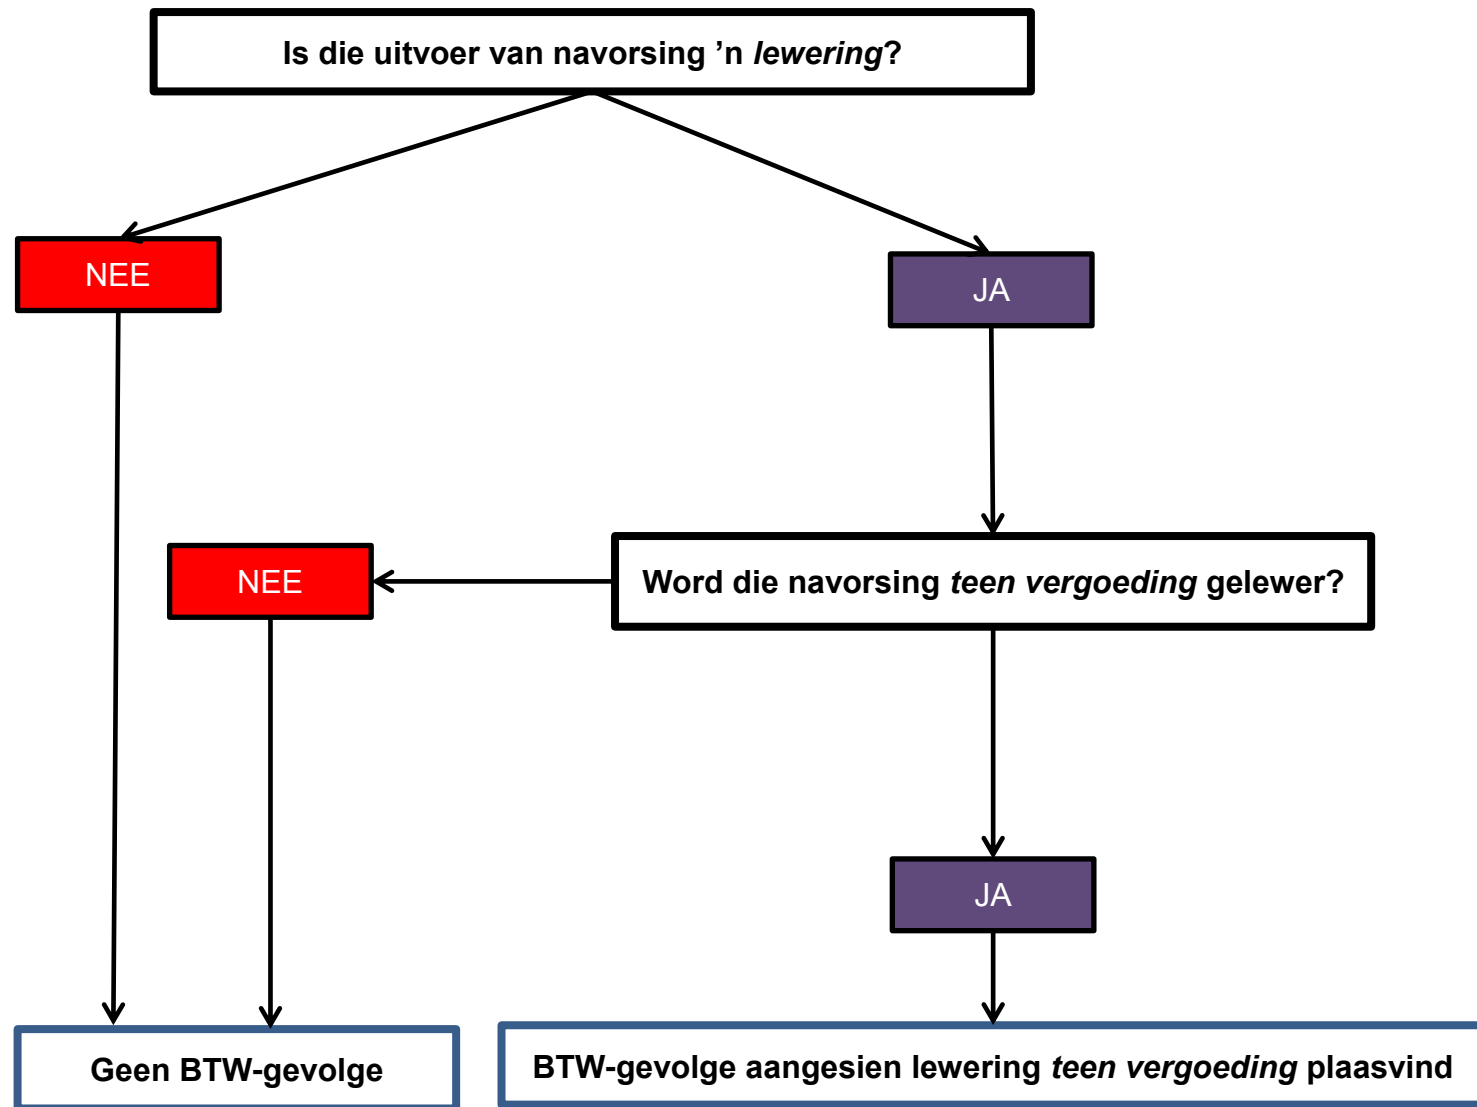 Is die uitvoer van navorsing ’n lewering?
NEE
JA
NEE
Word die navorsing teen vergoeding gelewer?
JA
Geen BTW-gevolge
BTW-gevolge aangesien lewering teen vergoeding plaasvind